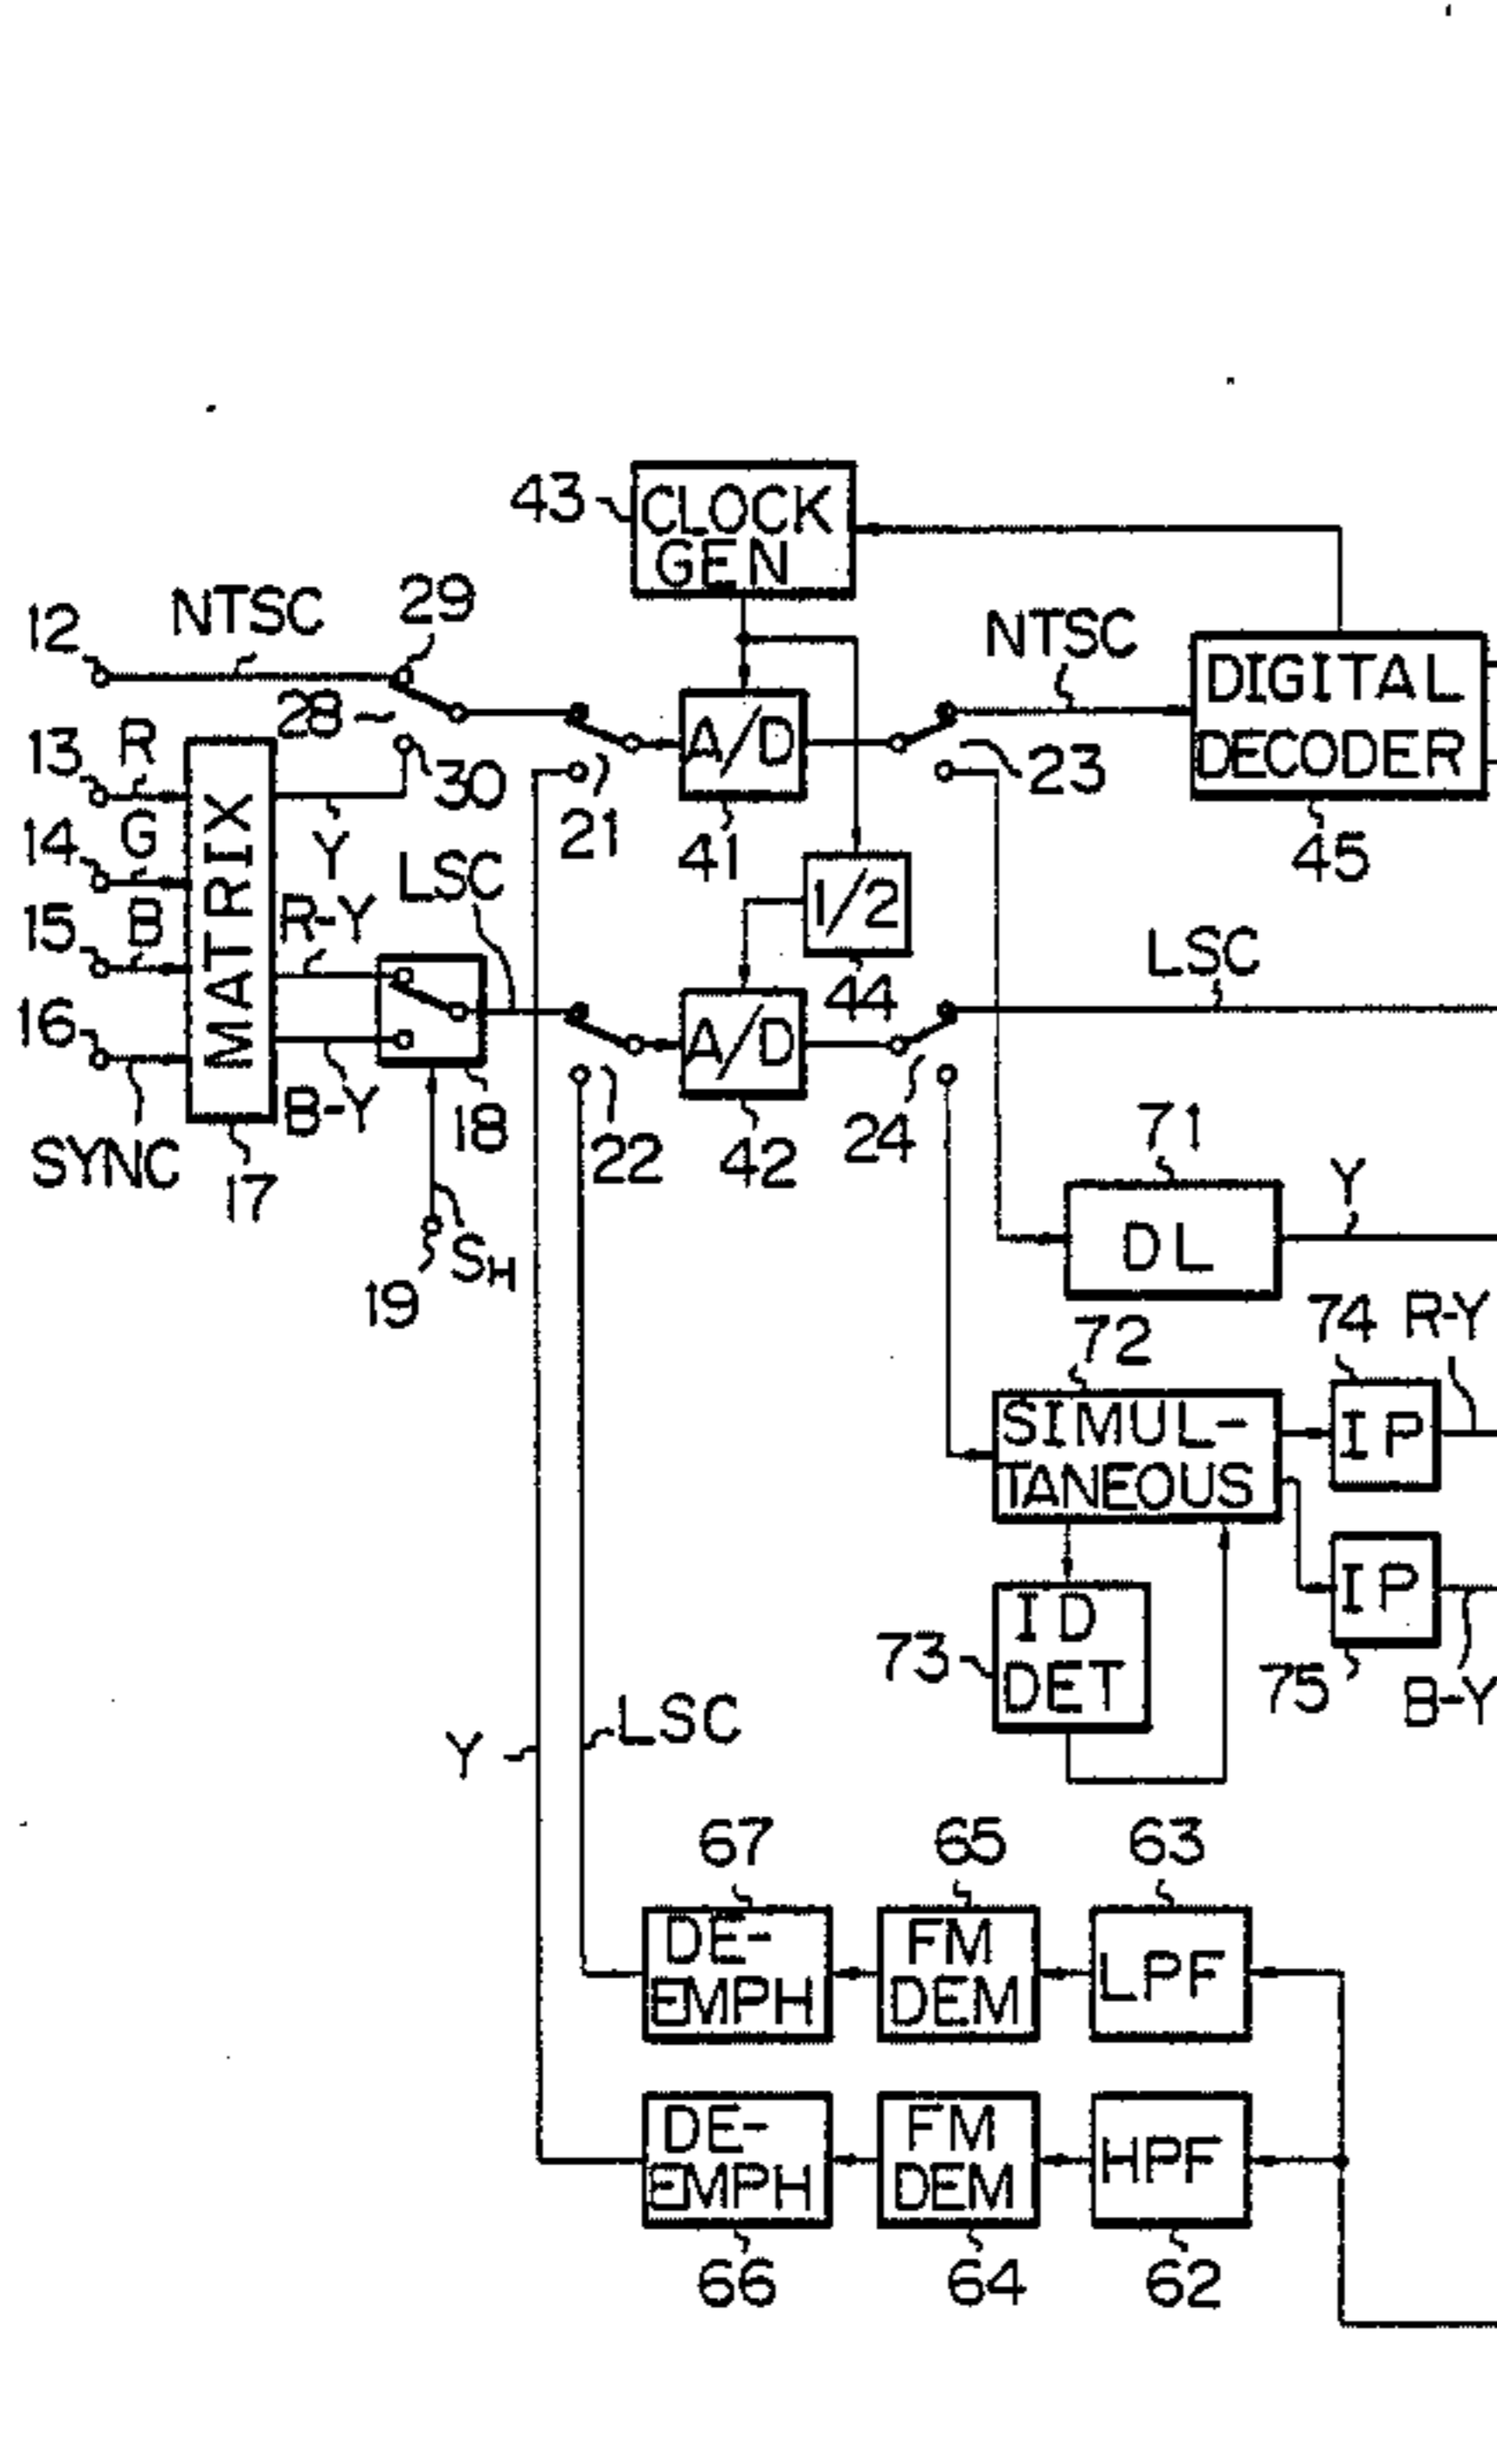 43
CLOCK
GEN
12
NTSC
29
NTSC
DIGITAL
DECODER
28
13
R
A/D
23
30
MATRIX
14
G
Y
21
41
45
LSC
1/2
15
B
R-Y
LSC
44
16
A/D
B-Y
18
22
42
24
71
SYNC
17
Y
DL
SH
19
72
74
R-Y
SIMUL-
TANEOUS
IP
IP
ID
DET
73
75
B-Y
LSC
Y
67
65
63
DE-
EMPH
FM
DEM
LPF
DE-
EMPH
FM
DEM
HPF
66
64
62